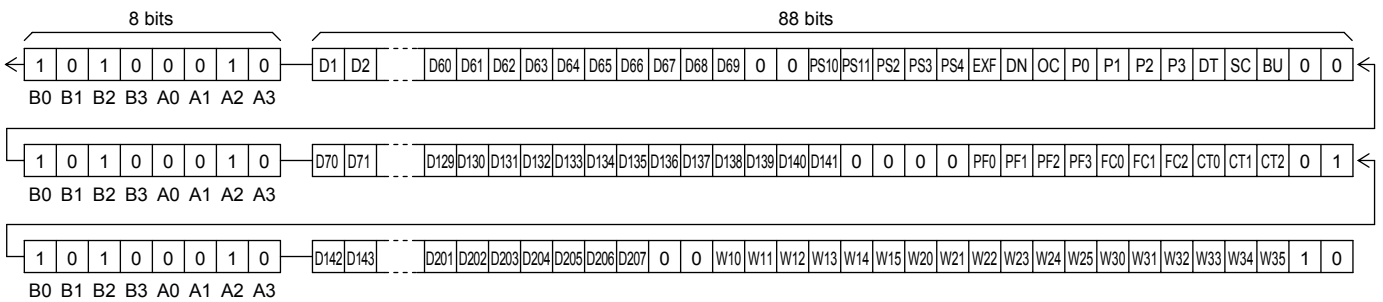 8 bits 88 bits
1 0 1 0 0 0 1 0 D1 D2 D60 D61 D62 D63 D64 D65 D66 D67 D68 D69 0 0 PS10 PS11 PS2 PS3 PS4 EXF DN OC P0 P1 P2 P3 DT SC BU 0 0
B0 B1 B2 B3 A0 A1 A2 A3
1 0 1 0 0 0 1 0 D70 D71 D129 D130 D131 D132 D133 D134 D135 D136 D137 D138 D139 D140 D141 0 0 0 0 PF0 PF1 PF2 PF3 FC0 FC1 FC2 CT0 CT1 CT2 0 1
B0 B1 B2 B3 A0 A1 A2 A3
1 0 1 0 0 0 1 0 D142 D143 D201 D202 D203 D204 D205 D206 D207 0 0 W10 W11 W12 W13 W14 W15 W20 W21 W22 W23 W24 W25 W30 W31 W32 W33 W34 W35 1 0
B0 B1 B2 B3 A0 A1 A2 A3